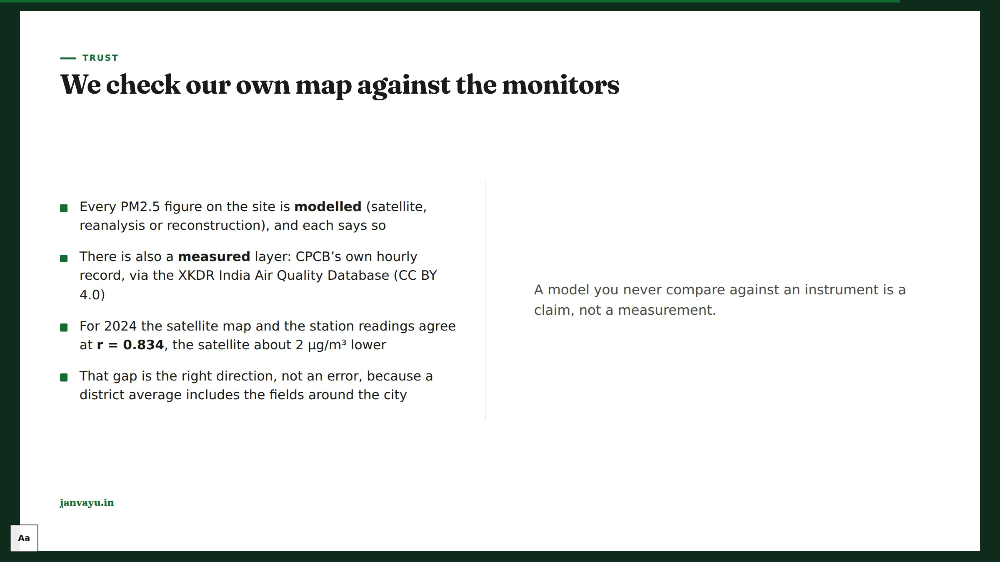 TRUST
We check our own map against the monitors
Every PM2.5 figure on the site is modelled (satellite,
reanalysis or reconstruction), and each says so
There is also a measured layer: CPCB’s own hourly
record, via the XKDR India Air Quality Database (CC BY
4.0)
For 2024 the satellite map and the station readings agree
at r = 0.834, the satellite about 2 µg/m³ lower
That gap is the right direction, not an error, because a
district average includes the fields around the city
A model you never compare against an instrument is a
claim, not a measurement.
janvayu.in
Aa